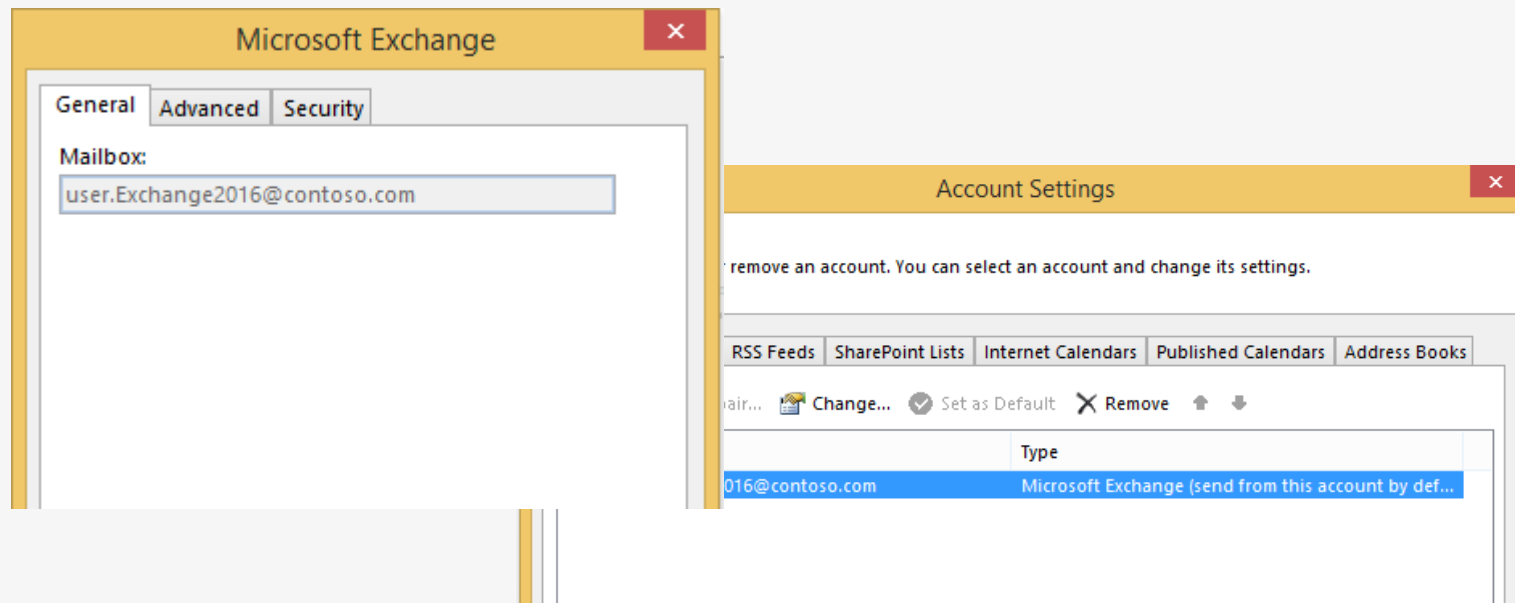 Microsoft Exchange
General Advanced Security
Mailbox:
user.Exchange2016@contoso.com
Account Settings
remove an account. You can select an account and change its settings.
RSS Feeds SharePoint Lists Internet Calendars Published Calendars Address Books
air... Change... Set as Default Remove
Type
016@contoso.com Microsoft Exchange (send from this account by def...